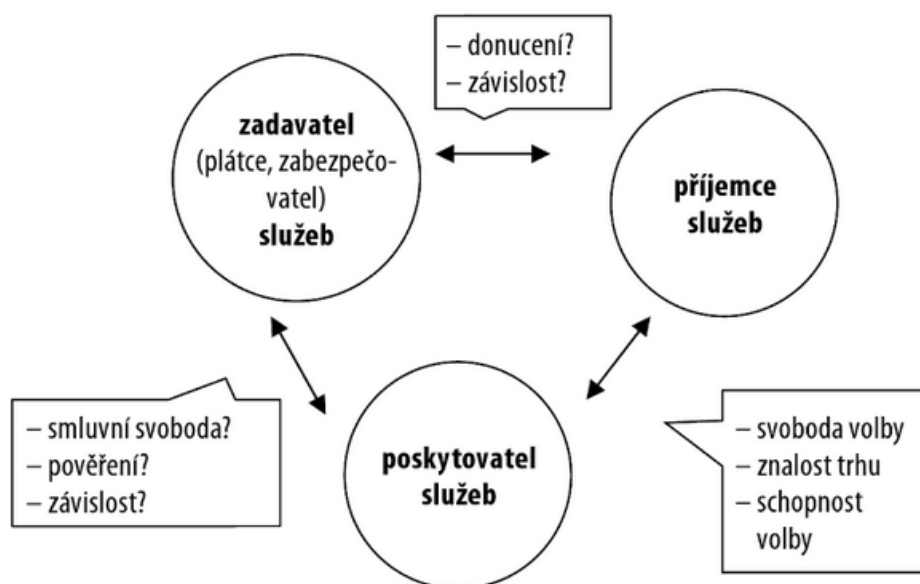 – donucení?
– závislost?
zadavatel
(plátce, zabezpečo-
vatel)
služeb
příjemce
služeb
– smluvní svoboda?
– pověření?
– závislost?
poskytovatel
služeb
– svoboda volby
– znalost trhu
– schopnost
volby